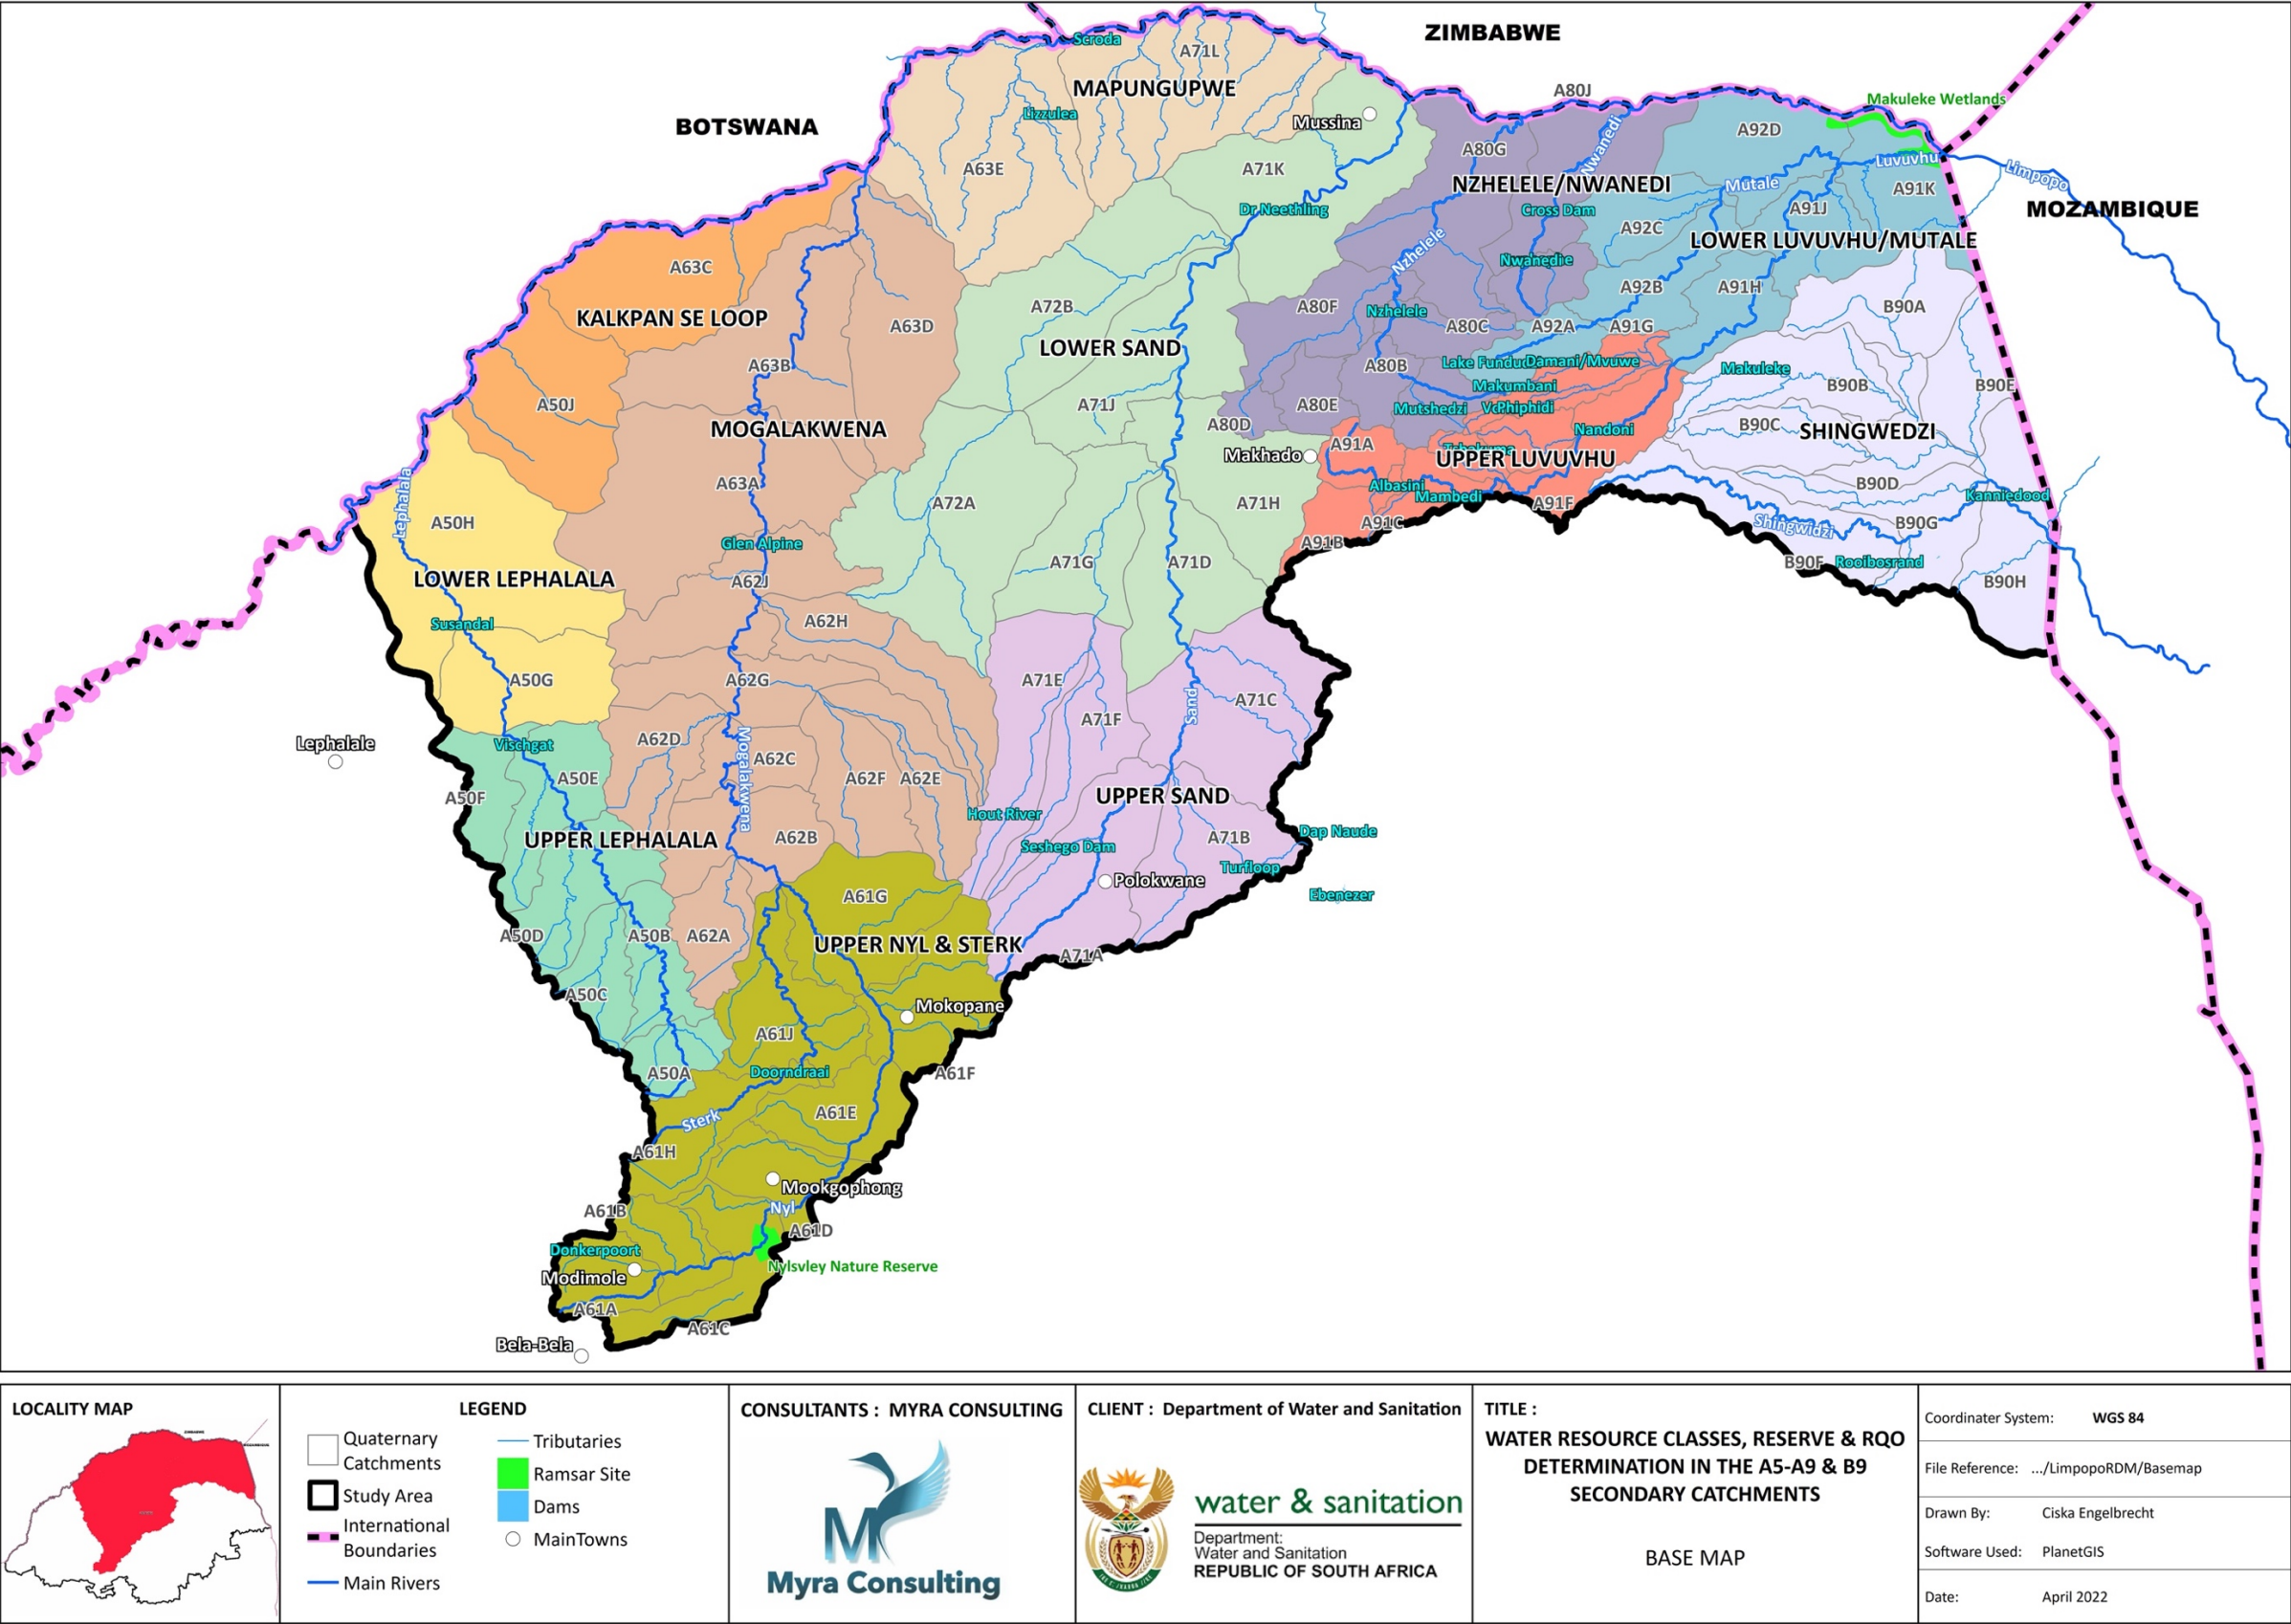 ZIMBABWE
BOTSWANA
MOZAMBIQUE
Scroda
A71L
MAPUNGUPWE
Lizzulea
Mussina
A63E
A71K
Dr Neethling
A80J
Makuleke Wetlands
A92D
A80G
Nwanedi
Luvuvhu
Limpopo
NZHELELE/NWANEDI
Mutale
A91K
Cross Dam
A91J
A92C
LOWER LUVUVHU/MUTALE
Nzhelele
Nwanedie
A92B
A91H
A63C
KALKPAN SE LOOP
A63D
A72B
LOWER SAND
A80F
Nzhelele
A80C
A92A
A91G
B90A
A63B
A80B
Damani/Mvuwe
Makuleke
Makumbani
B90B
B90E
A50J
A71J
A80E
Mutshedzi
Phiphidi
A80D
MOGALAKWENA
Nandoni
B90C
SHINGWEDZI
Makhado
A91A
UPPER LUVUVHU
Lephalala
A63A
A72A
A71H
Albasini
Mambedi
A91F
B90D
Kanniedood
A50H
A91C
Shingwidzi
B90G
Glen Alpine
A91B
LOWER LEPHALALA
A62J
A71G
A71D
B90F
Rooibosrand
B90H
Susandal
A62H
A50G
A62G
A71E
Sand
A71C
A71F
Lephalale
Vischgat
A62D
Mogalakwena
A62C
A50E
A62F
A62E
A50F
UPPER SAND
Hout River
UPPER LEPHALALA
A62B
Seshego Dam
A71B
Dap Naude
Turfloop
Polokwane
Ebenezer
A61G
A50D
A50B
A62A
UPPER NYL & STERK
A71A
A50C
Mokopane
A61J
A50A
Doorndraai
A61F
Sterk
A61E
A61H
Mookgophong
A61B
Nyl
A61D
Donkerpoort
Nylsvley Nature Reserve
Modimole
A61A
A61C
Bela-Bela
LOCALITY MAP
LEGEND
Quaternary
Catchments
Study Area
International
Boundaries
Main Rivers
Tributaries
Ramsar Site
Dams
MainTowns
CONSULTANTS : MYRA CONSULTING
M
Myra Consulting
CLIENT : Department of Water and Sanitation
water & sanitation
Department:
Water and Sanitation
REPUBLIC OF SOUTH AFRICA
TITLE :
WATER RESOURCE CLASSES, RESERVE & RQO
DETERMINATION IN THE A5-A9 & B9
SECONDARY CATCHMENTS
BASE MAP
Coordinater System: WGS 84
File Reference: .../LimpopoRDM/Basemap
Drawn By: Ciska Engelbrecht
Software Used: PlanetGIS
Date: April 2022